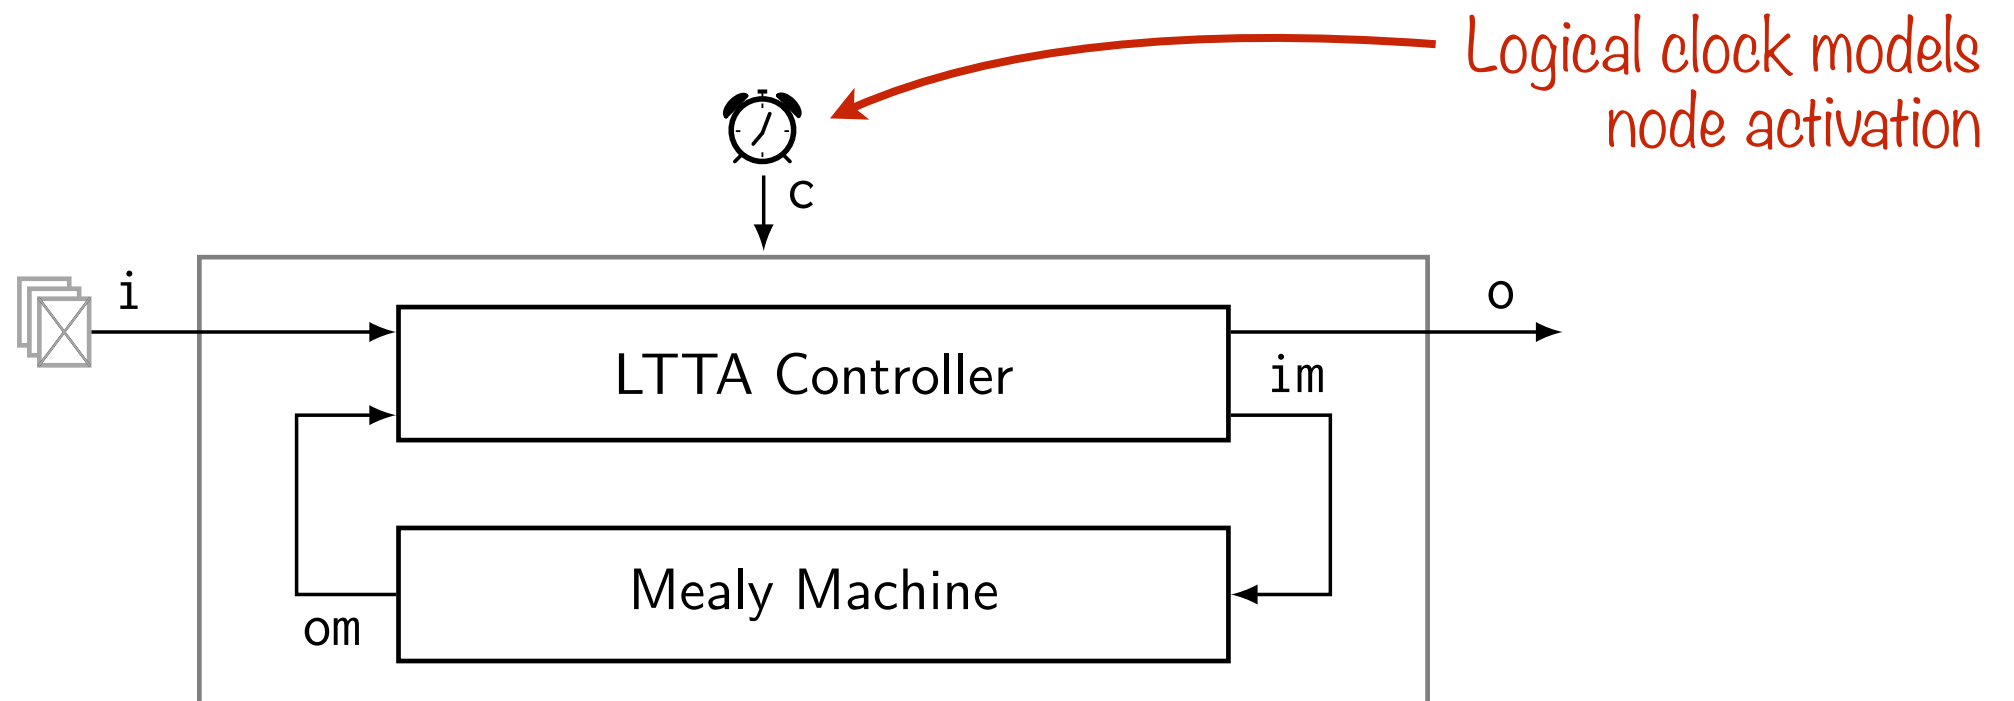 Logical clock models
node activation
c
i
o
LTTA Controller
im
Mealy Machine
om